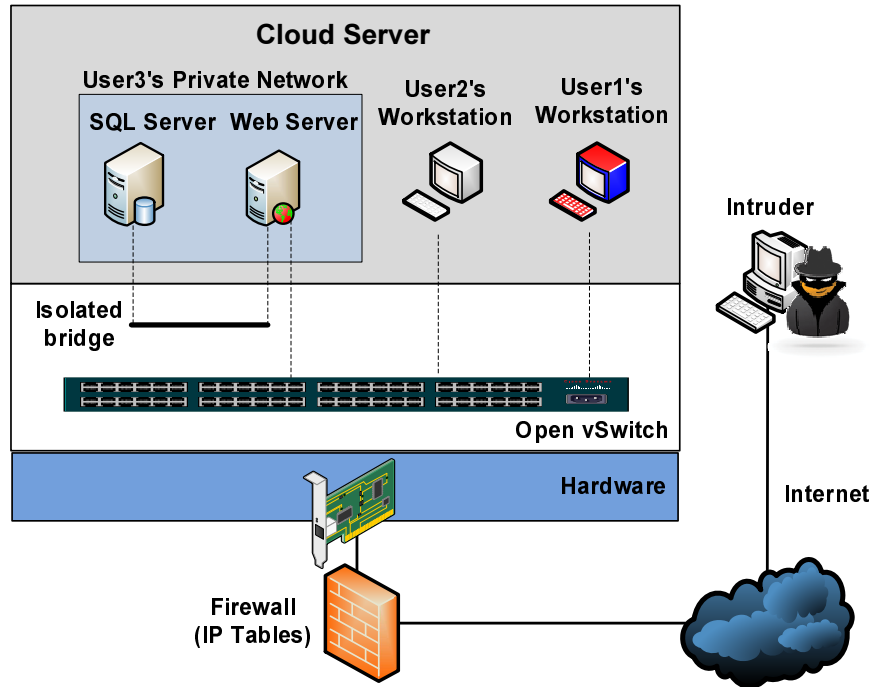 Cloud Server
User3's Private Network
SQL Server
Web Server
User2's
Workstation
User1's
Workstation
Intruder
Isolated
bridge
Open vSwitch
Hardware
Internet
Firewall
(IP Tables)